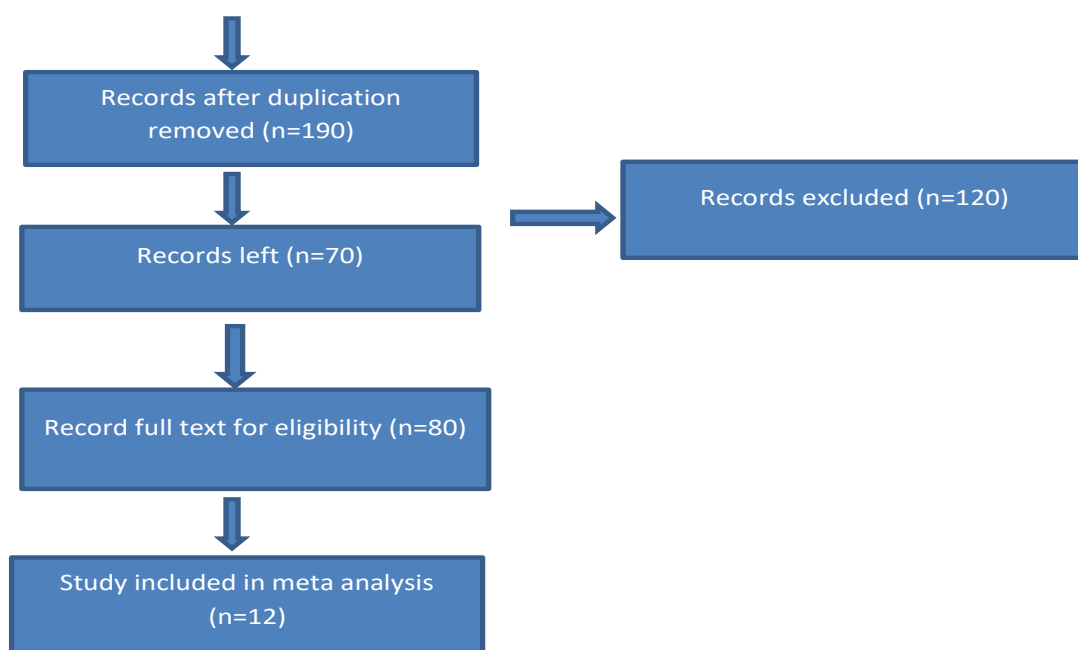 Records after duplication
removed (n=190)
Records excluded (n=120)
Records left (n=70)
Record full text for eligibility (n=80)
Study included in meta analysis
(n=12)